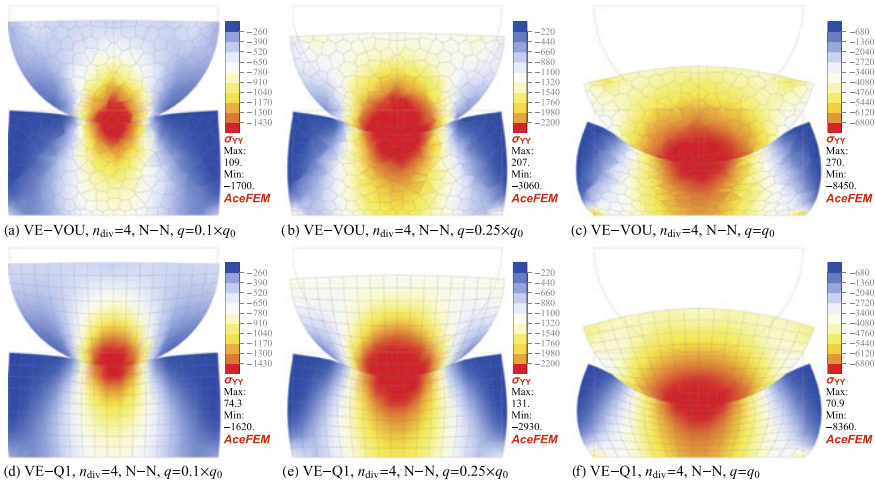 −260
−390
−520
−650
−780
−910
−1040
−1170
−1300
−1430
σYY
Max:
109.
Min:
−1700.
AceFEM
(a) VE−VOU, ndiv=4, N−N, q=0.1×q0
−220
−440
−660
−880
−1100
−1320
−1540
−1760
−1980
−2200
σYY
Max:
207.
Min:
−3060.
AceFEM
(b) VE−VOU, ndiv=4, N−N, q=0.25×q0
−680
−1360
−2040
−2720
−3400
−4080
−4760
−5440
−6120
−6800
σYY
Max:
270.
Min:
−8450.
AceFEM
(c) VE−VOU, ndiv=4, N−N, q=q0
−260
−390
−520
−650
−780
−910
−1040
−1170
−1300
−1430
σYY
Max:
74.3
Min:
−1620.
AceFEM
(d) VE−Q1, ndiv=4, N−N, q=0.1×q0
−220
−440
−660
−880
−1100
−1320
−1540
−1760
−1980
−2200
σYY
Max:
131.
Min:
−2930.
AceFEM
(e) VE−Q1, ndiv=4, N−N, q=0.25×q0
−680
−1360
−2040
−2720
−3400
−4080
−4760
−5440
−6120
−6800
σYY
Max:
70.9
Min:
−8360.
AceFEM
(f) VE−Q1, ndiv=4, N−N, q=q0